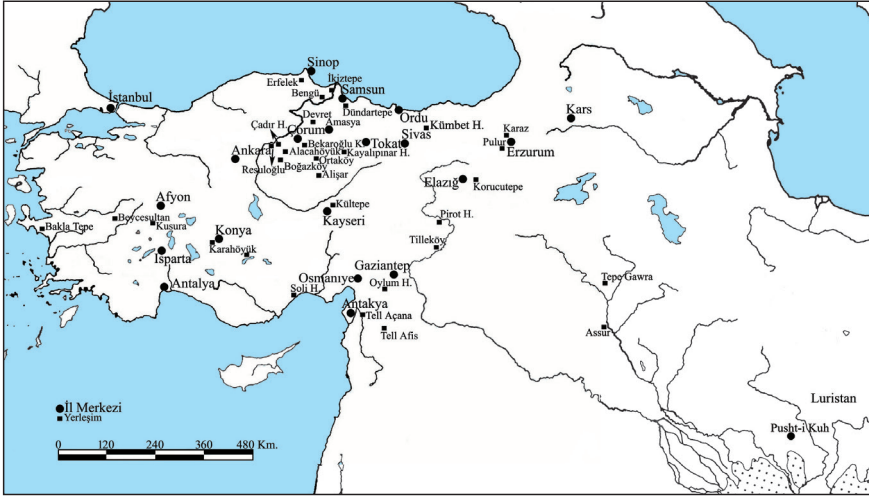 Sinop
Erfelek
İkiztepe
Bengü
Samsun
İstanbul
Dündartepe
Ordu
Devret
Kümbet H.
Kars
Çadır H.
Amasya
Karaz
Çorum
Sivas
Pulur
Ankara
Bekaroğlu K.
Tokat
Erzurum
Alacahöyük
Kayalıpınar H.
Resuloğlu
Boğazköy
Ortaköy
Alişar
Elazığ
Korucutepe
Afyon
Kültepe
Beycesultan
Kayseri
Pirot H.
Bakla Tepe
Kusura
Konya
Karahöyük
Tilleköy
Isparta
Gaziantep
Osmanıye
Tepe Gawra
Antalya
Oylum H.
Soli H.
Antakya
Tell Açana
Assur
Tell Afis
Luristan
İl Merkezi
Yerleşim
Pusht-i Kuh
0 120 240 360 480 Km.